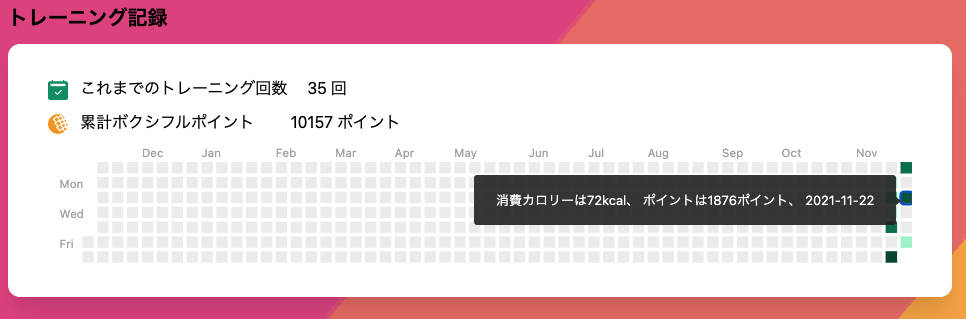 トレーニング記録
これまでのトレーニング回数 35 回
累計ボクシフルポイント 10157 ポイント
Dec Jan Feb Mar Apr May Jun Jul Aug Sep Oct Nov
Mon
消費カロリーは72kcal、 ポイントは1876ポイント、 2021-11-22
Wed
Fri